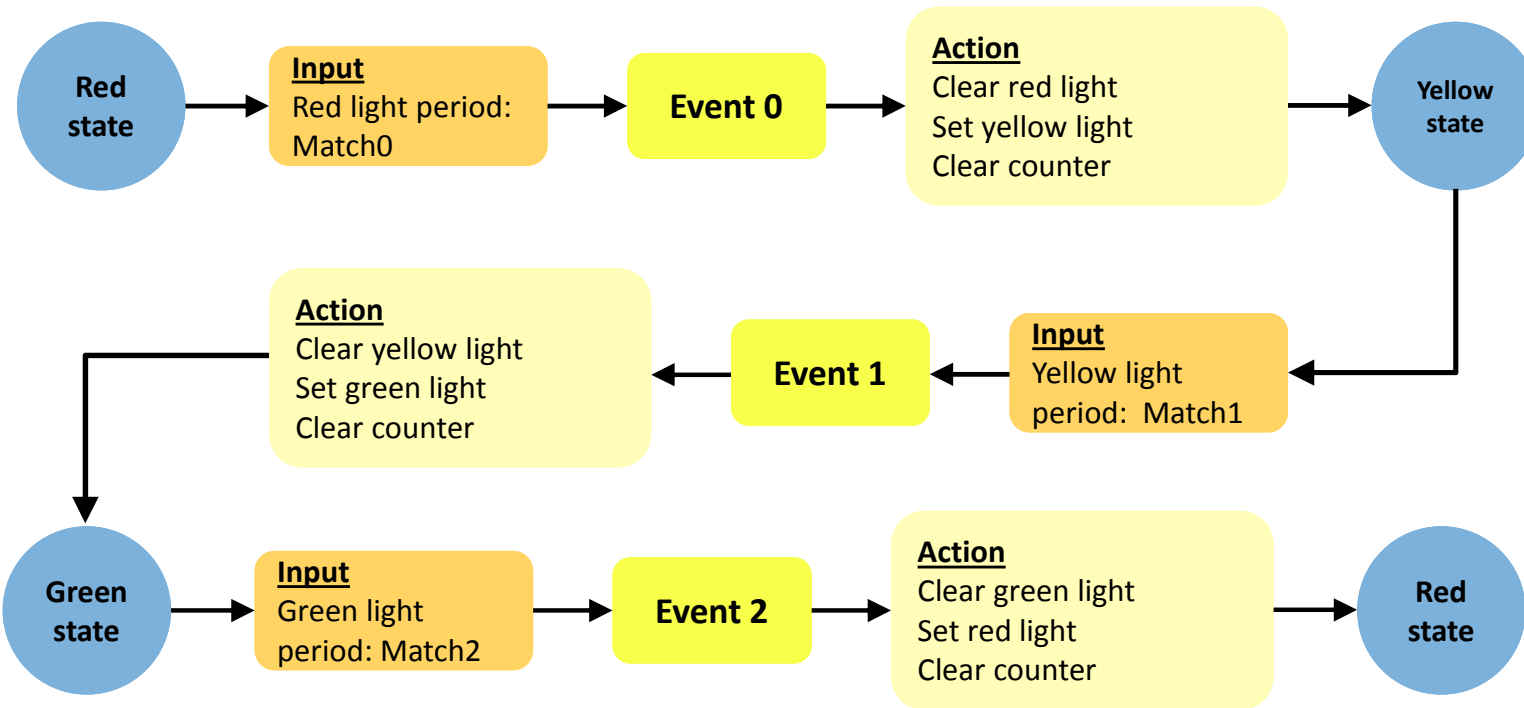 Red
state
Input
Red light period:
Match0
Event 0
Action
Clear red light
Set yellow light
Clear counter
Yellow
state
Input
Yellow light
period:  Match1
Event 1
Action
Clear yellow light
Set green light
Clear counter
Green
state
Input
Green light
period: Match2
Event 2
Action
Clear green light
Set red light
Clear counter
Red
state